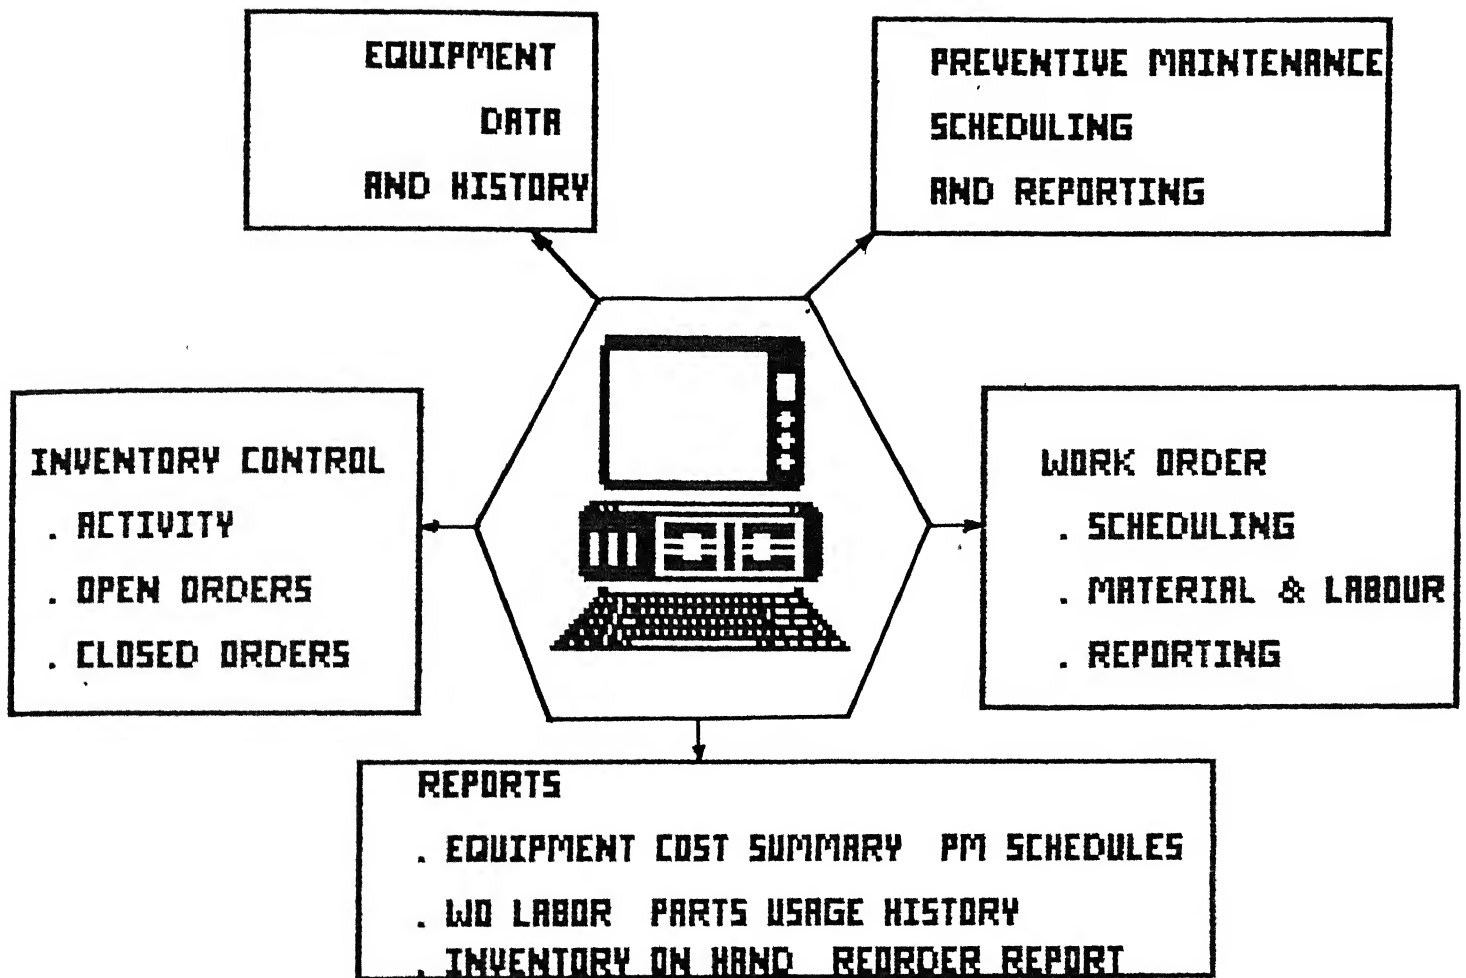 EQUIPMENT
DATA
AND HISTORY
PREVENTIVE MAINTENANCE
SCHEDULING
AND REPORTING
INVENTORY CONTROL
. ACTIVITY
. OPEN ORDERS
. CLOSED ORDERS
WORK ORDER
. SCHEDULING
. MATERIAL & LABOUR
. REPORTING
REPORTS
. EQUIPMENT COST SUMMARY PM SCHEDULES
. WO LABOR PARTS USAGE HISTORY
. INVENTORY ON HAND REORDER REPORT